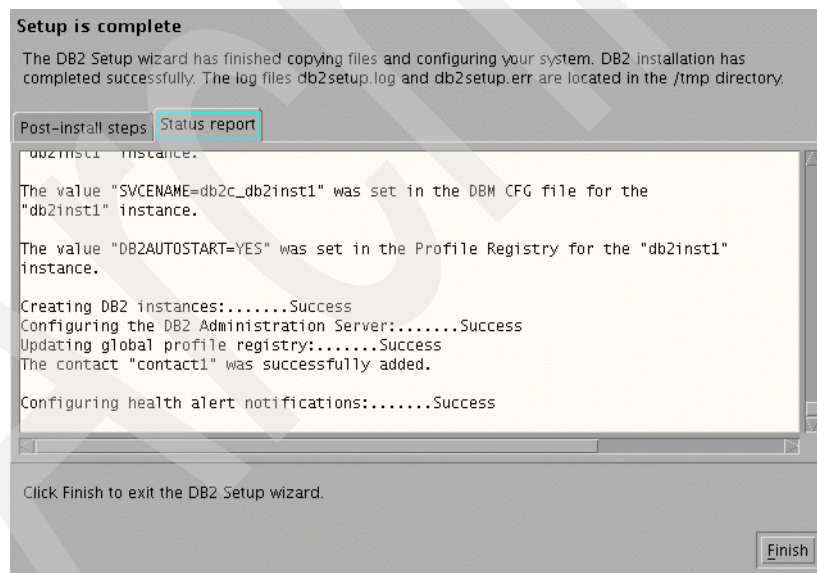 Setup is complete
The DB2 Setup wizard has finished copying files and configuring your system. DB2 installation has
completed successfully. The log files db2setup.log and db2setup.err are located in the /tmp directory.
Post-install steps Status report
"db2inst1" instance.
The value "SVCENAME=db2c_db2inst1" was set in the DBM CFG file for the
"db2inst1" instance.
The value "DB2AUTOSTART=YES" was set in the Profile Registry for the "db2inst1"
instance.
Creating DB2 instances:.......Success
Configuring the DB2 Administration Server:.......Success
Updating global profile registry:.......Success
The contact "contact1" was successfully added.
Configuring health alert notifications:.......Success
Click Finish to exit the DB2 Setup wizard.
Finish